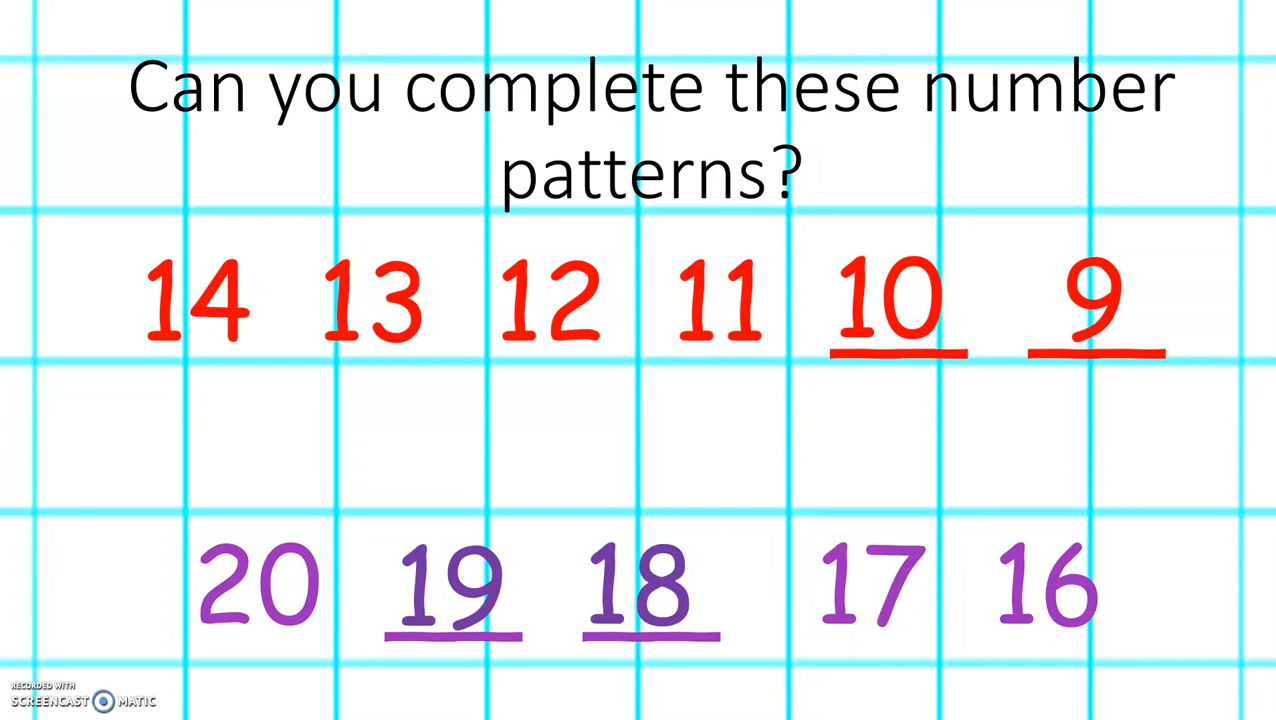 Can you complete these number
patterns?
14 13 12 11 10 9
20 19 18 17 16
RECORDED WITH
SCREENCAST MATIC